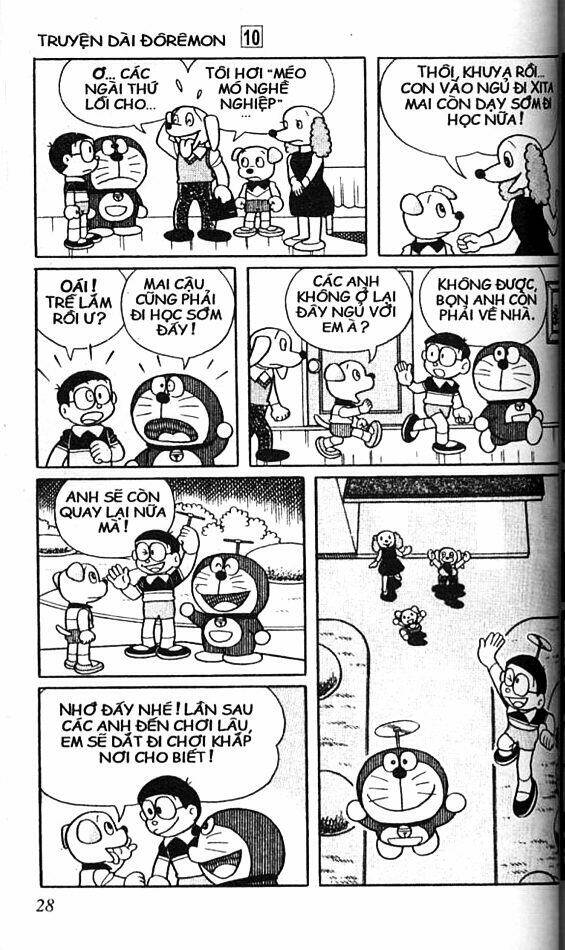 TRUYỆN DÀI ĐÔRÊMON 10
Ơ... CÁC
NGÀI THỨ
LỖI CHO...
TÔI HƠI "MÉO
MÓ NGHỀ
NGHIỆP"
...
THÔI, KHUYA RỒI...
CON VÀO NGỦ ĐI XITA
MAI CÒN DẠY SỚM ĐI
HỌC NỮA!
OÁI!
TRỄ LẮM
RỒI Ư?
MAI CẬU
CŨNG PHẢI
ĐI HỌC SỚM
ĐẤY!
CÁC ANH
KHÔNG Ở LẠI
ĐÂY NGỦ VỚI
EM À?
KHÔNG ĐƯỢC,
BỌN ANH CÒN
PHẢI VỀ NHÀ.
ANH SẼ CÒN
QUAY LẠI NỮA
MÀ!
NHỚ ĐẤY NHÉ! LẦN SAU
CÁC ANH ĐẾN CHƠI LÂU,
EM SẼ DẮT ĐI CHƠI KHẮP
NƠI CHO BIẾT!
28